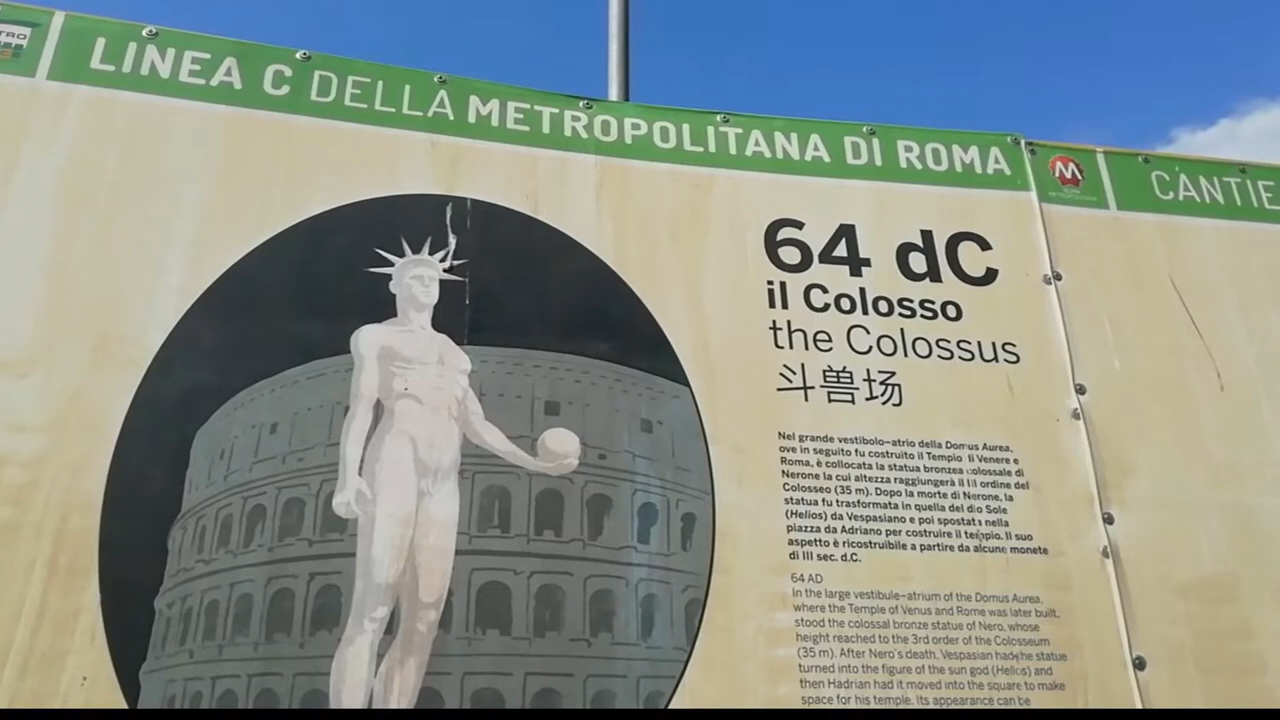 TRO
C
LINEA C DELLA METROPOLITANA DI ROMA
M
ROMA
METROPOLITANE
CANTIE
64 dC
il Colosso
the Colossus
斗兽场
Nel grande vestibolo-atrio della Domus Aurea,
ove in seguito fu costruito il Tempio di Venere e
Roma, è collocata la statua bronzea colossale di
Nerone la cui altezza raggiungerà il III ordine del
Colosseo (35 m). Dopo la morte di Nerone, la
statua fu trasformata in quella del dio Sole
(Helios) da Vespasiano e poi spostata nella
piazza da Adriano per costruire il tempio. Il suo
aspetto è ricostruibile a partire da alcune monete
di III sec. d.C.
64 AD
In the large vestibule-atrium of the Domus Aurea,
where the Temple of Venus and Rome was later built,
stood the colossal bronze statue of Nero, whose
height reached to the 3rd order of the Colosseum
(35 m). After Nero's death, Vespasian had the statue
turned into the figure of the sun god (Helios) and
then Hadrian had it moved into the square to make
space for his temple. Its appearance can be